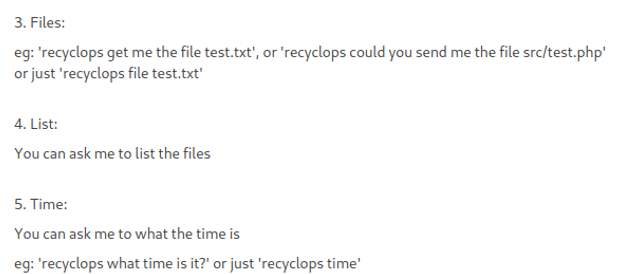 3. Files:
eg: 'recyclops get me the file test.txt', or 'recyclops could you send me the file src/test.php'
or just 'recyclops file test.txt'
4. List:
You can ask me to list the files
5. Time:
You can ask me to what the time is
eg: 'recyclops what time is it?' or just 'recyclops time'